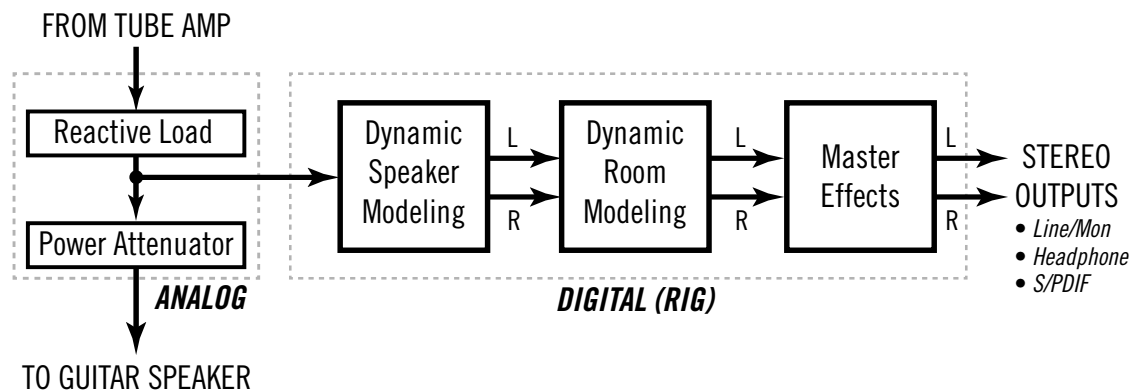 FROM TUBE AMP
Reactive Load
Power Attenuator
ANALOG
TO GUITAR SPEAKER
Dynamic
Speaker
Modeling
L
R
Dynamic
Room
Modeling
L
R
Master
Effects
L
R
DIGITAL (RIG)
STEREO
OUTPUTS
• Line/Mon
• Headphone
• S/PDIF